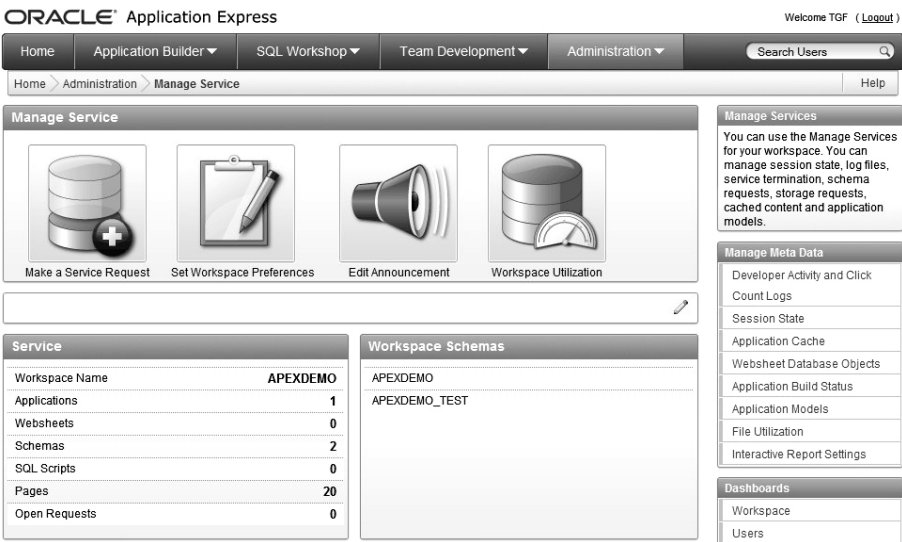 ORACLE® Application Express
Welcome TGF ( Logout )
Home Application Builder SQL Workshop Team Development Administration Search Users
Home Administration Manage Service Help
Manage Service
Make a Service Request Set Workspace Preferences Edit Announcement Workspace Utilization
Service
Workspace Name APEXDEMO
Applications 1
Websheets 0
Schemas 2
SQL Scripts 0
Pages 20
Open Requests 0
Workspace Schemas
APEXDEMO
APEXDEMO_TEST
Manage Services
You can use the Manage Services
for your workspace. You can
manage session state, log files,
service termination, schema
requests, storage requests,
cached content and application
models.
Manage Meta Data
Developer Activity and Click
Count Logs
Session State
Application Cache
Websheet Database Objects
Application Build Status
Application Models
File Utilization
Interactive Report Settings
Dashboards
Workspace
Users